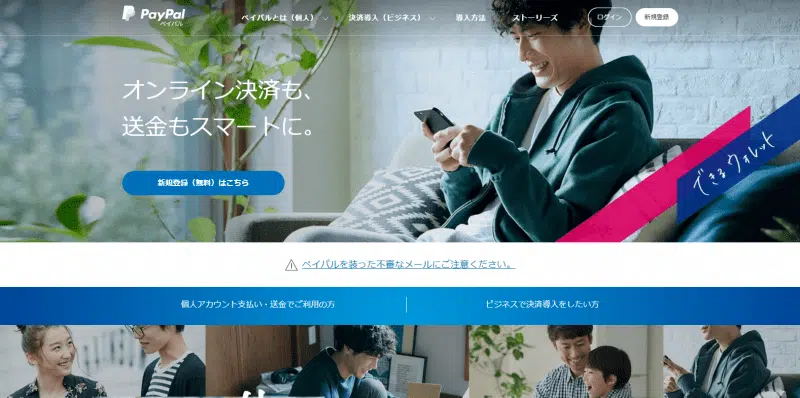 PayPal
ペイパル
ペイパルとは（個人）
決済導入（ビジネス）
導入方法
ストーリーズ
ログイン
新規登録
オンライン決済も、
送金もスマートに。
新規登録（無料）はこちら
できるウォレット
ペイパルを装った不審なメールにご注意ください。
個人アカウント支払い・送金でご利用の方
ビジネスで決済導入をしたい方